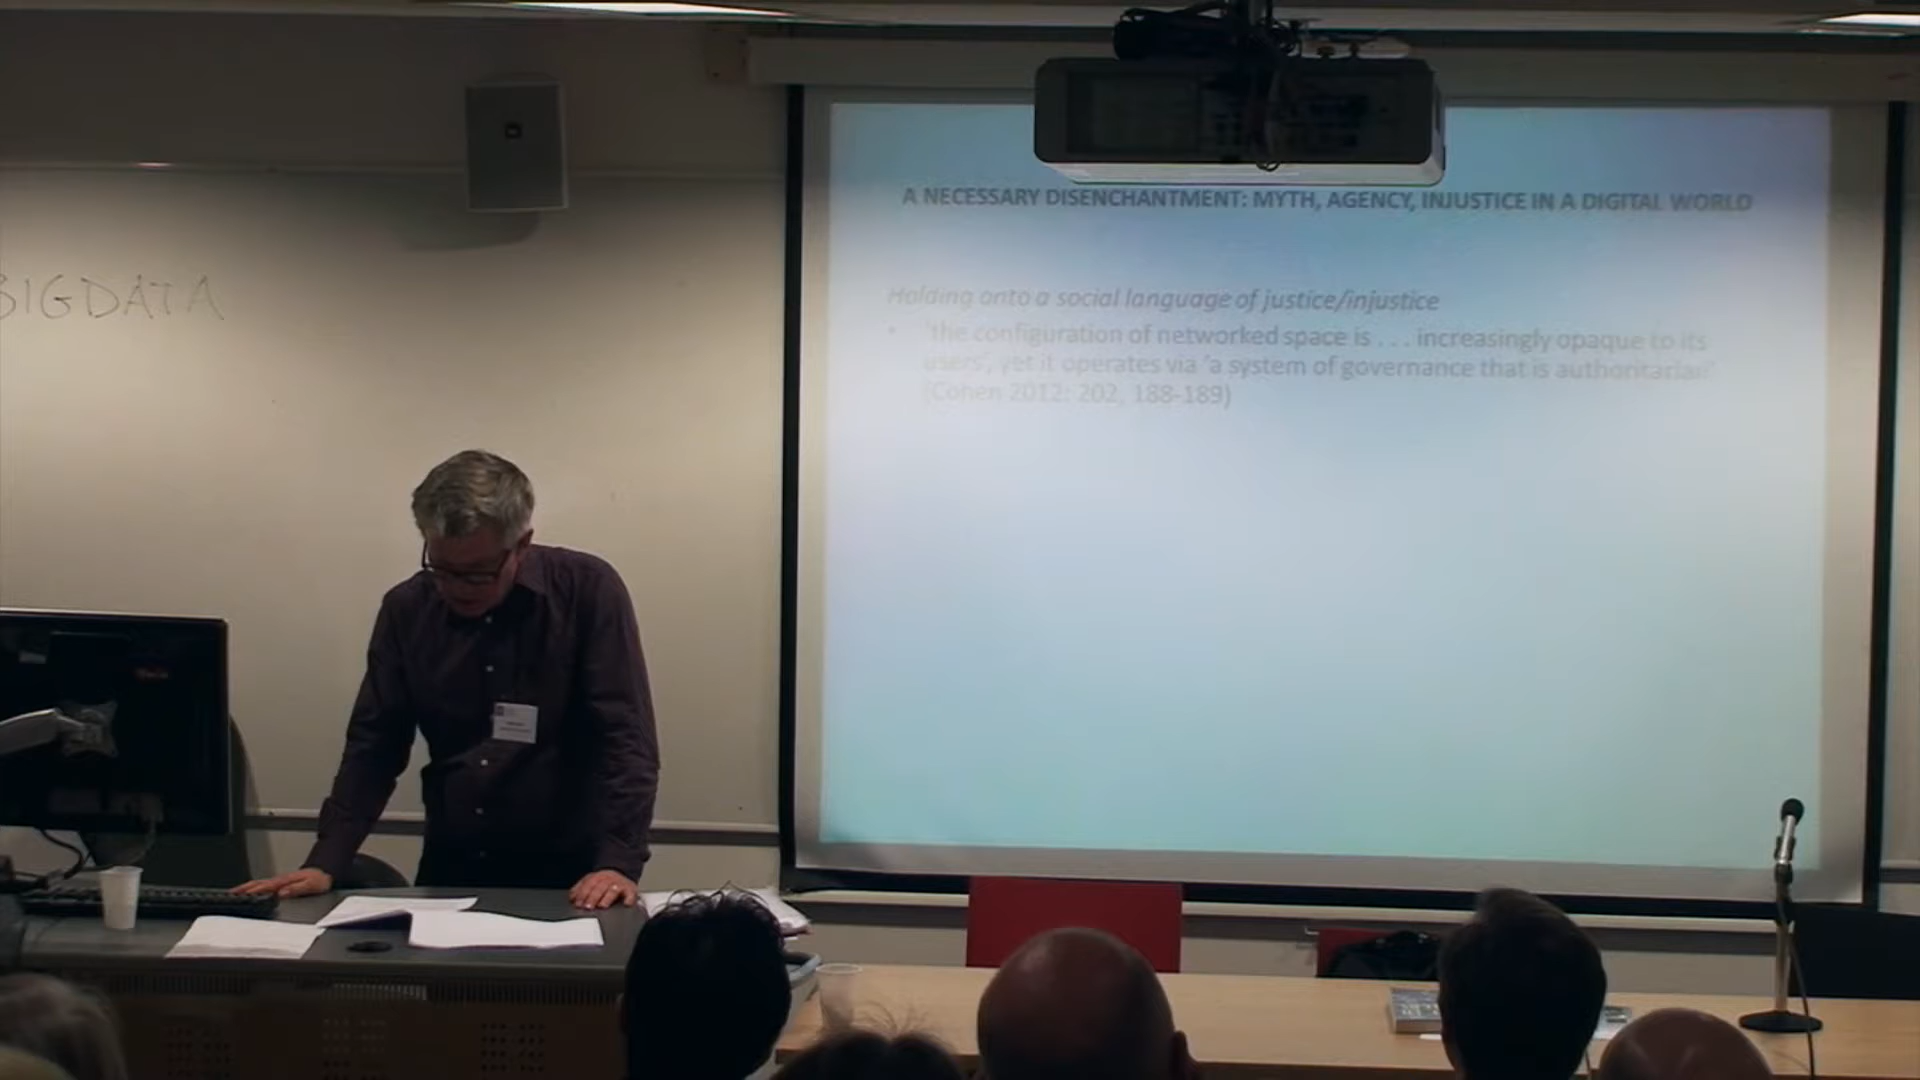 A NECESSARY DISENCHANTMENT: MYTH, AGENCY, INJUSTICE IN A DIGITAL WORLD
BIGDATA
Holding onto a social language of justice/injustice
• 'the configuration of networked space is . . . increasingly opaque to its
users', yet it operates via 'a system of governance that is authoritarian'
(Cohen 2012: 202, 188-189)